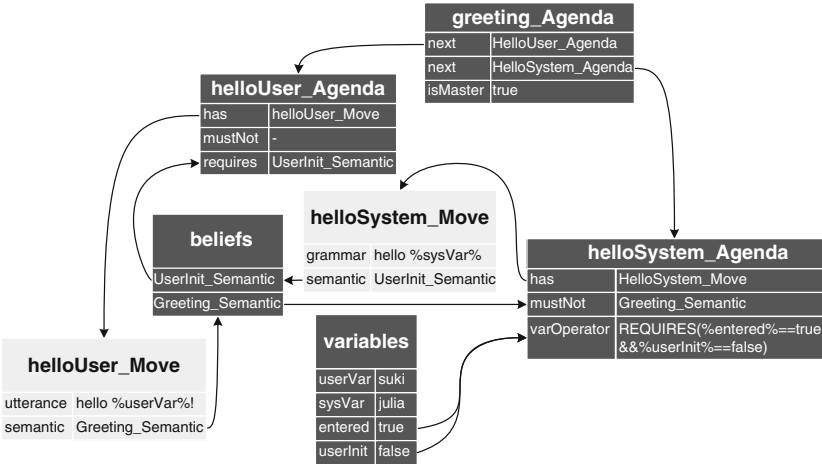 greeting_Agenda
next HelloUser_Agenda
next HelloSystem_Agenda
isMaster true
helloUser_Agenda
has helloUser_Move
mustNot -
requires UserInit_Semantic
helloSystem_Move
grammar hello %sysVar%
semantic UserInit_Semantic
beliefs
UserInit_Semantic
Greeting_Semantic
helloSystem_Agenda
has HelloSystem_Move
mustNot Greeting_Semantic
varOperator REQUIRES(%entered%==true
&&%userInit%==false)
helloUser_Move
utterance hello %userVar%!
semantic Greeting_Semantic
variables
userVar suki
sysVar julia
entered true
userInit false